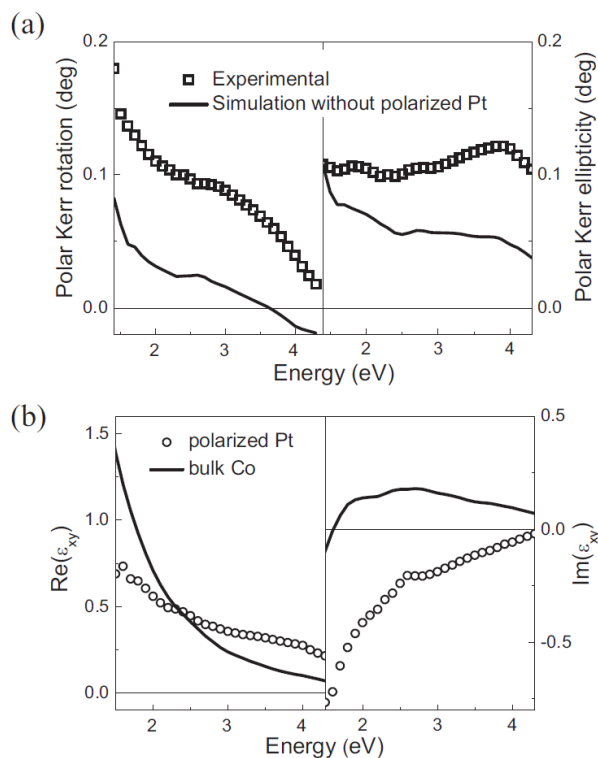 (a)
0.2
0.1
0.0
Polar Kerr rotation (deg)
Experimental
Simulation without polarized Pt
0.2
0.1
0.0
Polar Kerr ellipticity (deg)
2 3 4 2 3 4
Energy (eV)
(b)
1.5
1.0
0.5
0.0
Re(εxy)
polarized Pt
bulk Co
0.5
0.0
-0.5
Im(εxy)
2 3 4 2 3 4
Energy (eV)